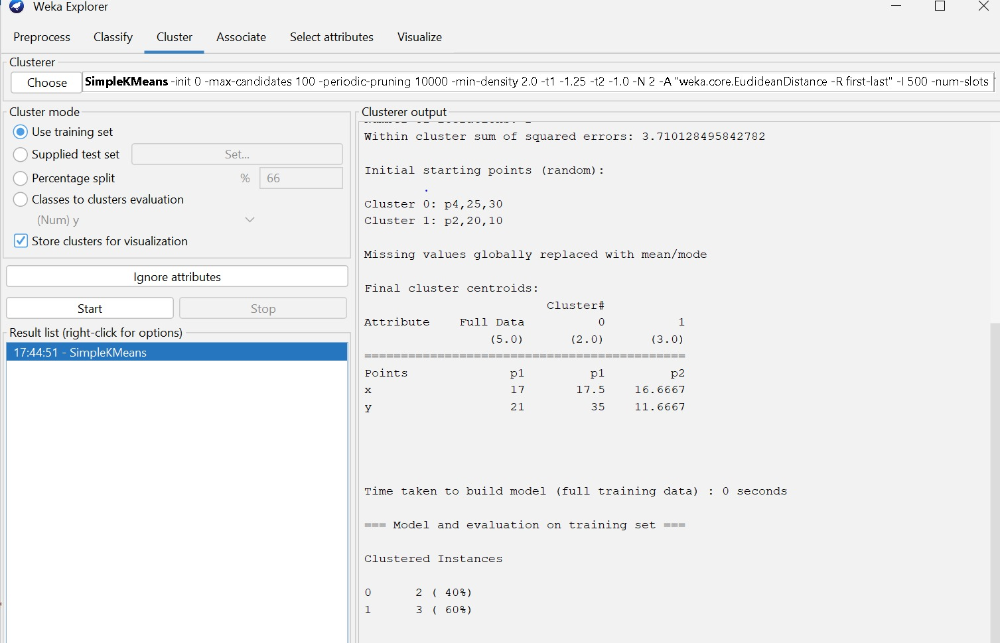 Weka Explorer
Preprocess Classify Cluster Associate Select attributes Visualize
Clusterer
Choose SimpleKMeans -init 0 -max-candidates 100 -periodic-pruning 10000 -min-density 2.0 -t1 -1.25 -t2 -1.0 -N 2 -A "weka.core.EuclideanDistance -R first-last" -I 500 -num-slots
Cluster mode
Use training set
Supplied test set Set...
Percentage split % 66
Classes to clusters evaluation
(Num) y
Store clusters for visualization
Ignore attributes
Start Stop
Result list (right-click for options)
17:44:51 - SimpleKMeans
Clusterer output
Within cluster sum of squared errors: 3.710128495842782
Initial starting points (random):
Cluster 0: p4,25,30
Cluster 1: p2,20,10
Missing values globally replaced with mean/mode
Final cluster centroids:
Cluster#
Attribute Full Data 0 1
(5.0) (2.0) (3.0)
============================================
Points p1 p1 p2
x 17 17.5 16.6667
y 21 35 11.6667
Time taken to build model (full training data) : 0 seconds
=== Model and evaluation on training set ===
Clustered Instances
0 2 ( 40%)
1 3 ( 60%)